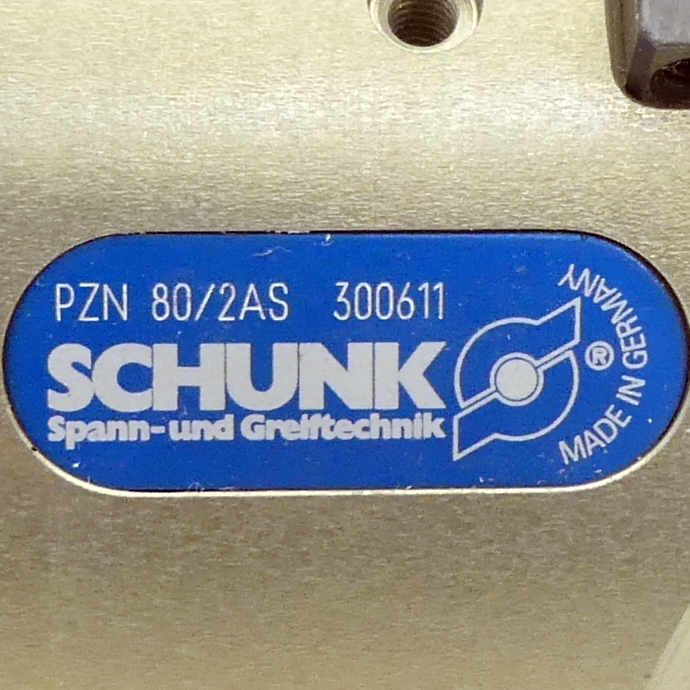 PZN 80/2AS 300611
SCHUNK
Spann-und Greiftechnik
®
MADE IN GERMANY